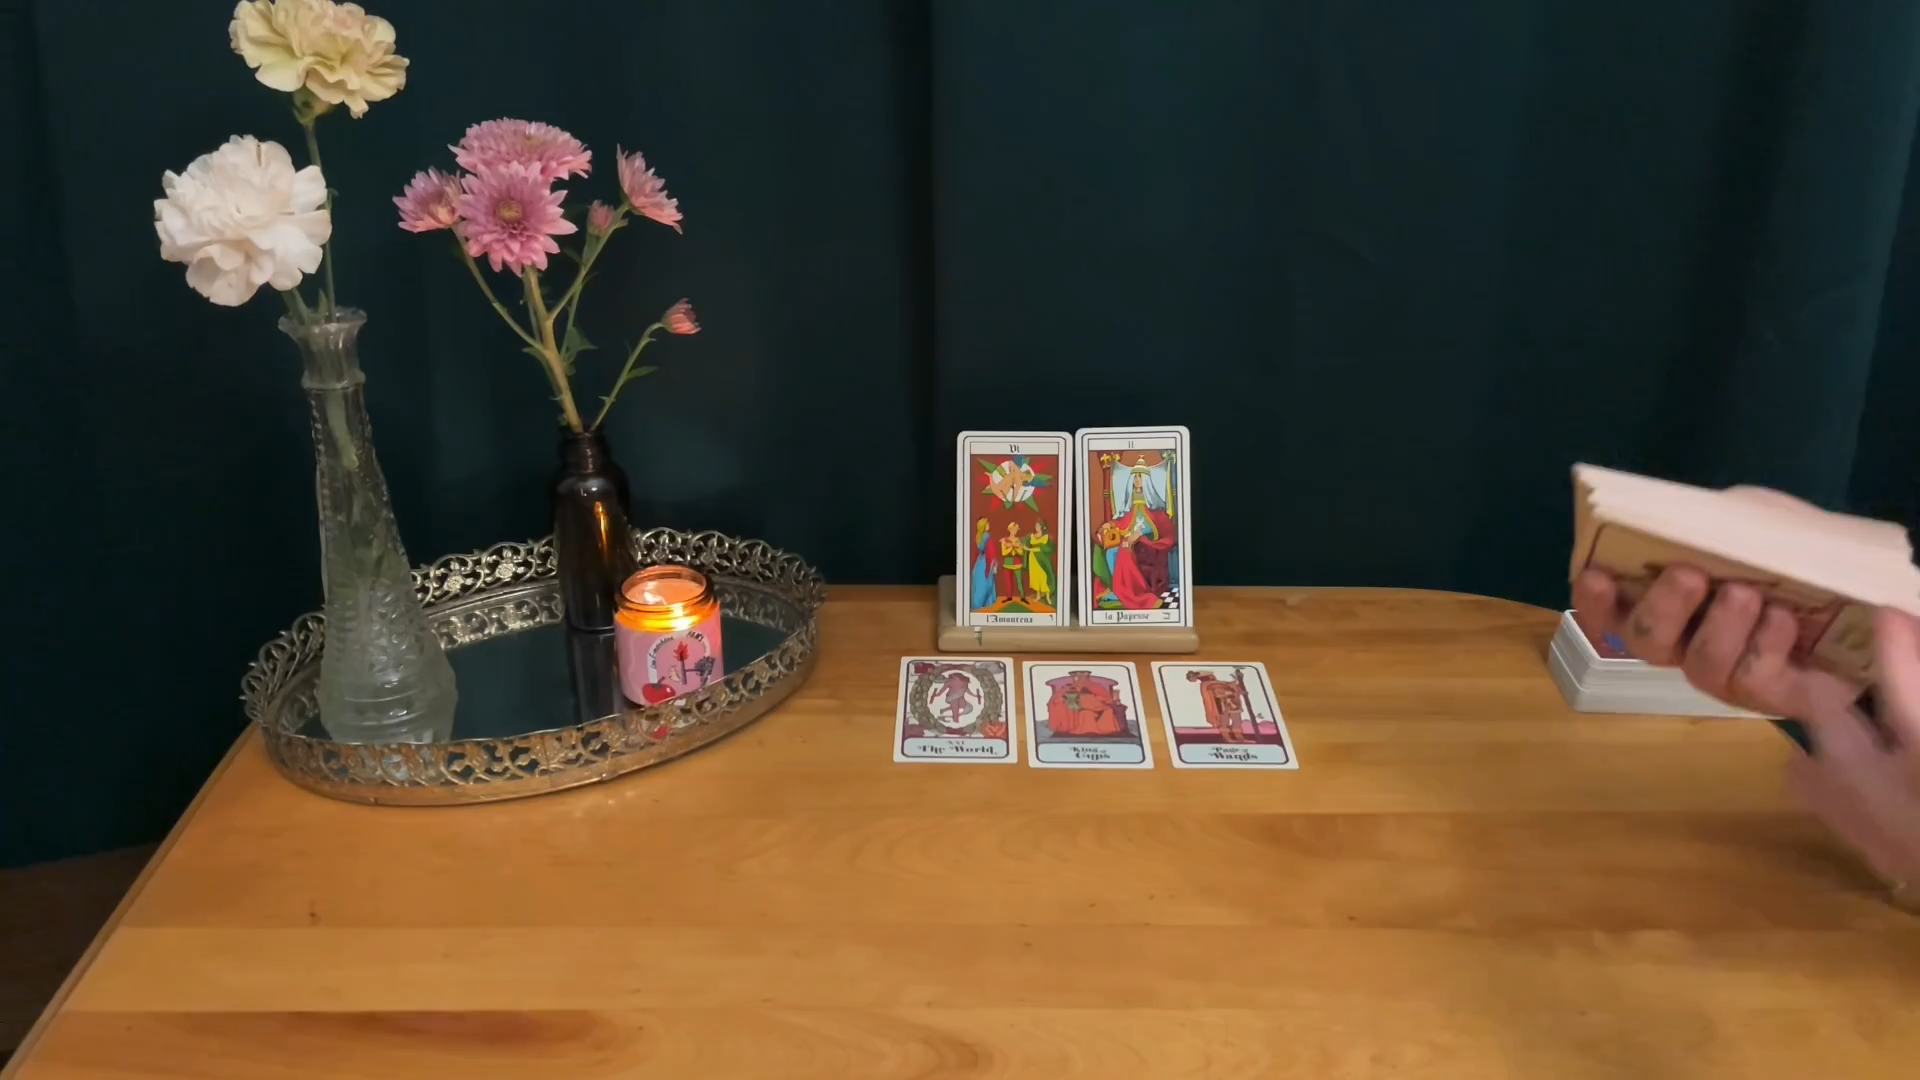 VI
l'Amoureux
II
la Papesse
XXI
The World
King of
Cups
Page of
Wands